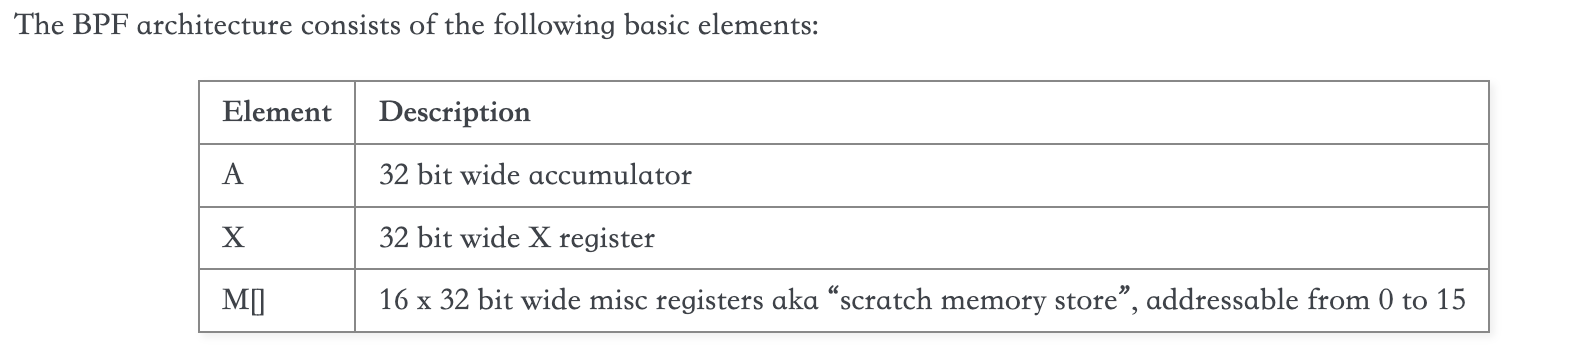 The BPF architecture consists of the following basic elements:
Element Description
A 32 bit wide accumulator
X 32 bit wide X register
M[] 16 x 32 bit wide misc registers aka “scratch memory store”, addressable from 0 to 15